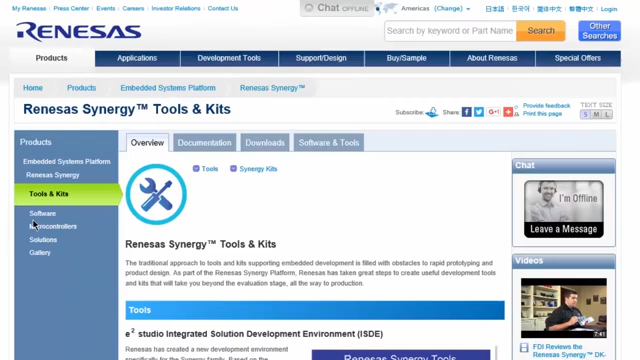 My Renesas Press Center Events Careers Investor Relations Contact Us
Chat OFFLINE
Americas (Change)
日本語 한국어 简体中文 繁體中文 Login
RENESAS
Search by keyword or Part Name
Search
Other Searches
Products Applications Development Tools Support/Design Buy/Sample About Renesas Special Offers
Home Products Embedded Systems Platform Renesas Synergy™
Renesas Synergy™ Tools & Kits
Subscribe: Share: Provide feedback
Print this page
TEXT SIZE
S M L
Products
Embedded Systems Platform
Renesas Synergy
Tools & Kits
Software
Microcontrollers
Solutions
Gallery
Overview Documentation Downloads Software & Tools
Tools Synergy Kits
Renesas Synergy™ Tools & Kits
The traditional approach to tools and kits supporting embedded development is filled with obstacles to rapid prototyping and
product design. As part of the Renesas Synergy Platform, Renesas has taken great steps to create useful development tools
and kits that will take you beyond the evaluation stage, all the way to production.
Tools
e² studio Integrated Solution Development Environment (ISDE)
Renesas has created a new development
environment specifically for the Synergy family. Based on the
Renesas Synergy Tools
Chat
I'm Offline
Leave a Message
Videos
7:41
FDI Reviews the
Renesas Synergy DK-